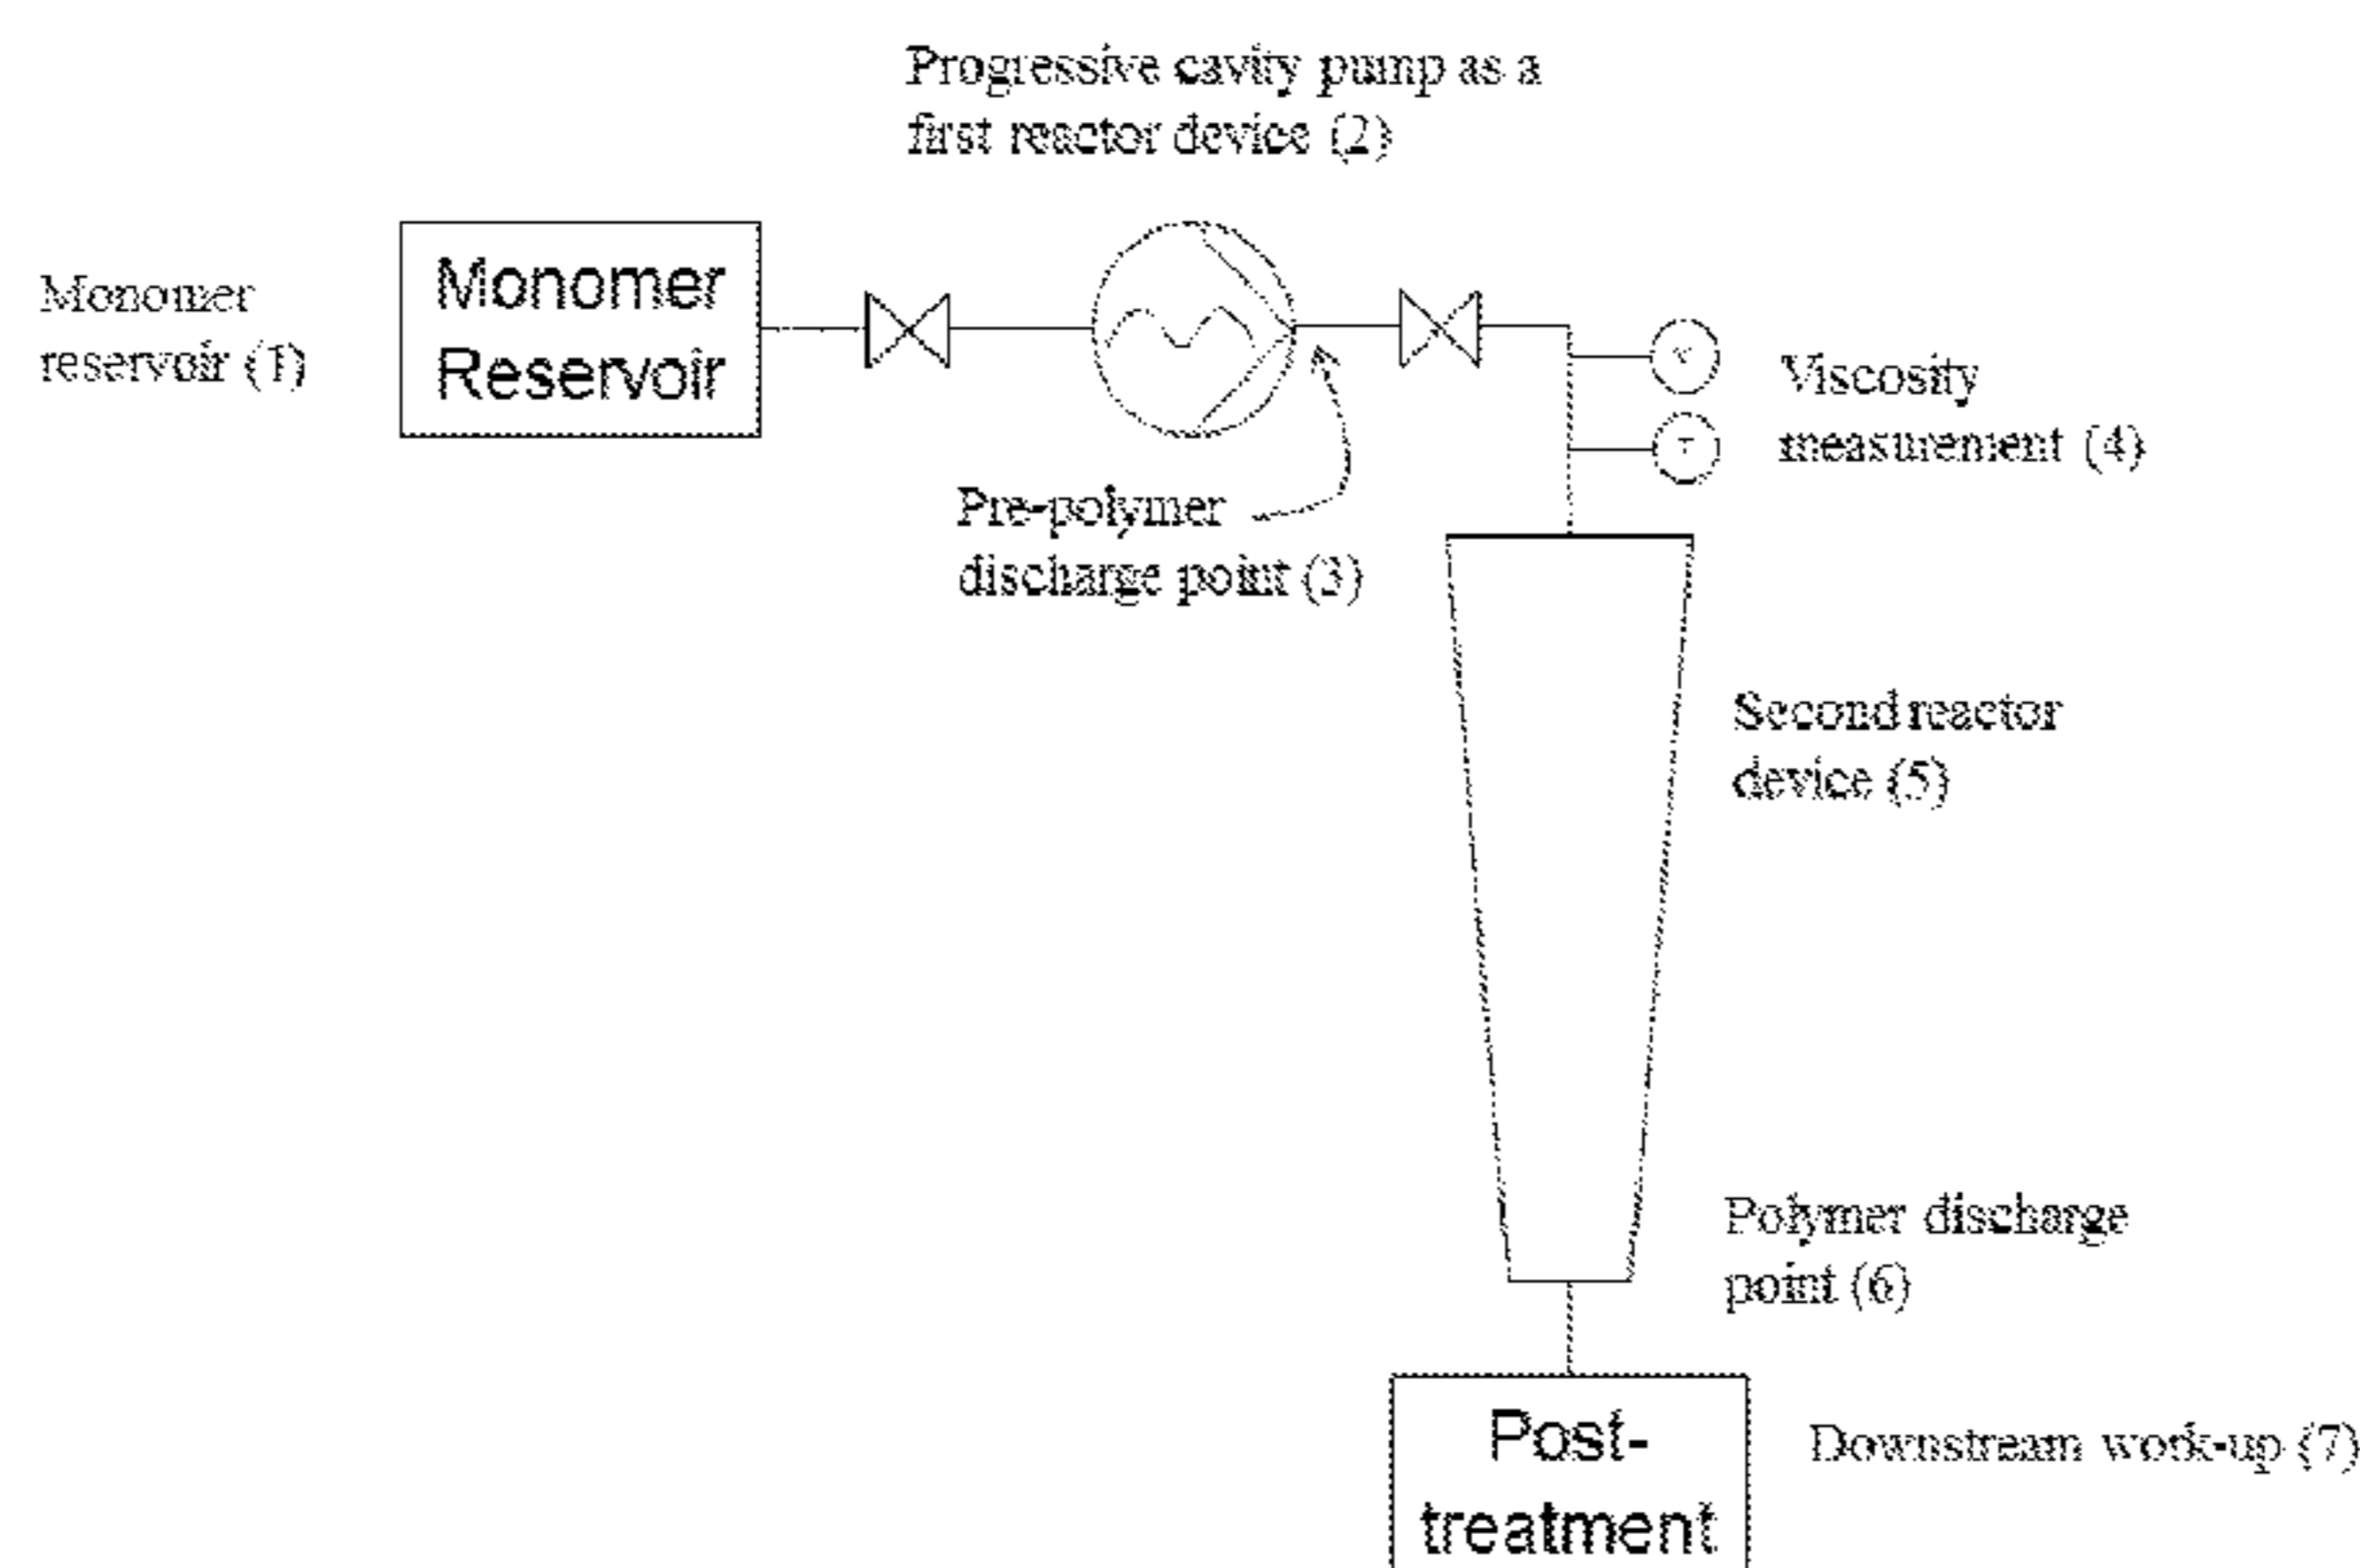 Progressive cavity pump as a
first reactor device (2)
Monomer
reservoir (1)
Monomer
Reservoir
V
T
Viscosity
measurement (4)
Pre-polymer
discharge point (3)
Second reactor
device (5)
Polymer discharge
point (6)
Post-
treatment
Downstream work-up (7)